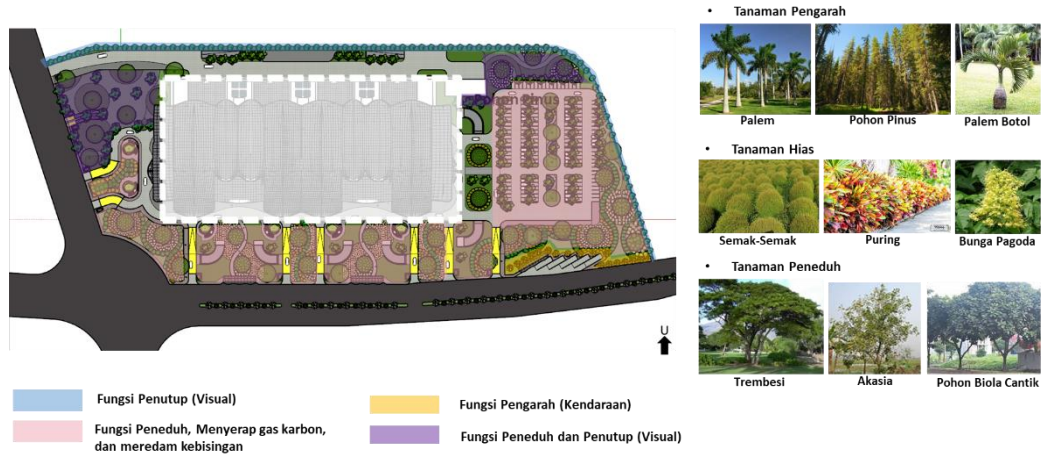 • Tanaman Pengarah
Palem
Pohon Pinus
Palem Botol
• Tanaman Hias
Semak-Semak
Puring
Bunga Pagoda
• Tanaman Peneduh
Trembesi
Akasia
Pohon Biola Cantik
U
Fungsi Penutup (Visual)
Fungsi Peneduh, Menyerap gas karbon,
dan meredam kebisingan
Fungsi Pengarah (Kendaraan)
Fungsi Peneduh dan Penutup (Visual)